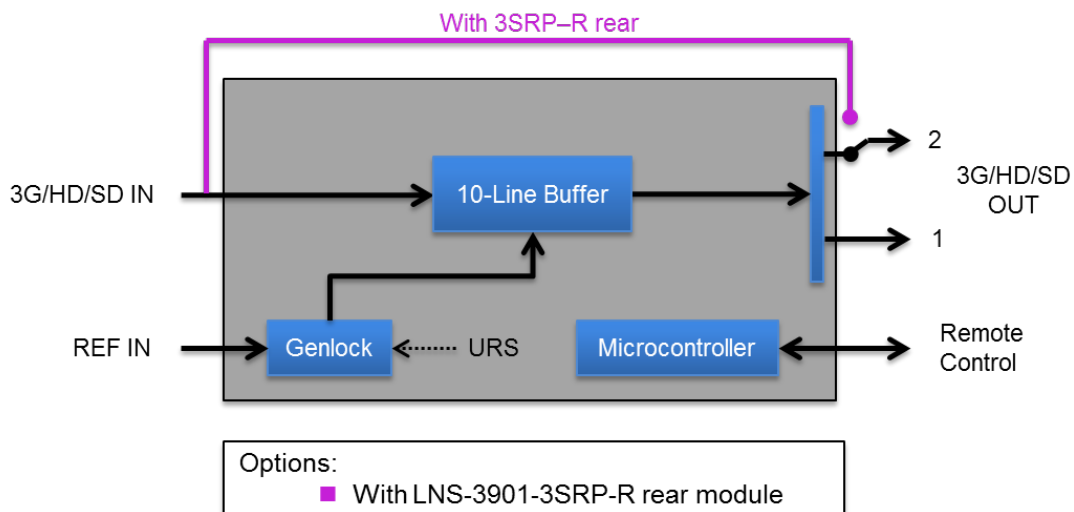 With 3SRP–R rear
3G/HD/SD IN
10-Line Buffer
2
3G/HD/SD
OUT
1
REF IN
Genlock
URS
Microcontroller
Remote
Control
Options:
With LNS-3901-3SRP-R rear module